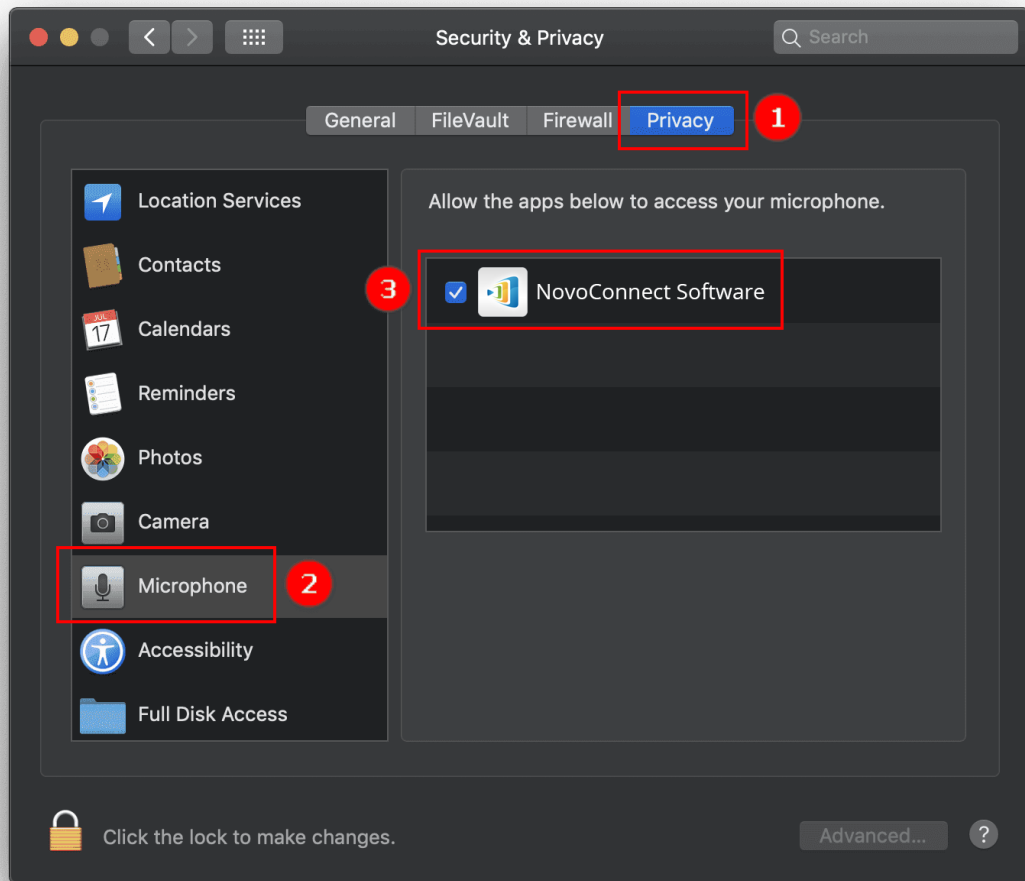 Security & Privacy
Search
General
FileVault
Firewall
Privacy
1
Location Services
Contacts
JUL
17
Calendars
Reminders
Photos
Camera
Microphone
2
Accessibility
Full Disk Access
Allow the apps below to access your microphone.
3
NovoConnect Software
Click the lock to make changes.
Advanced...
?